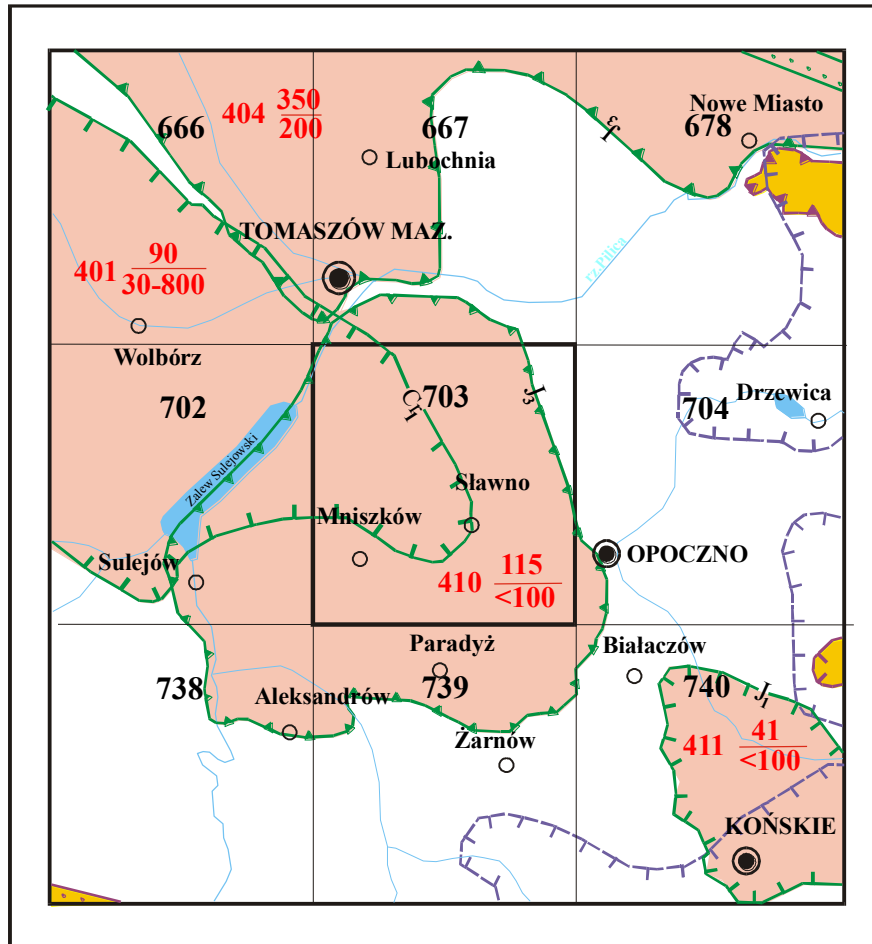 Nowe Miasto
666
404 350
200
667
678
J3
Lubochnia
TOMASZÓW MAZ.
rz.Pilica
401 90
30-800
Wolbórz
702
Cr1
703
J3
704
Drzewica
Zalew Sulejowski
Sławno
Mniszków
Sulejów
410 115
<100
OPOCZNO
Paradyż
Białaczów
738
Aleksandrów
739
740
J1
Żarnów
411 41
<100
KOŃSKIE